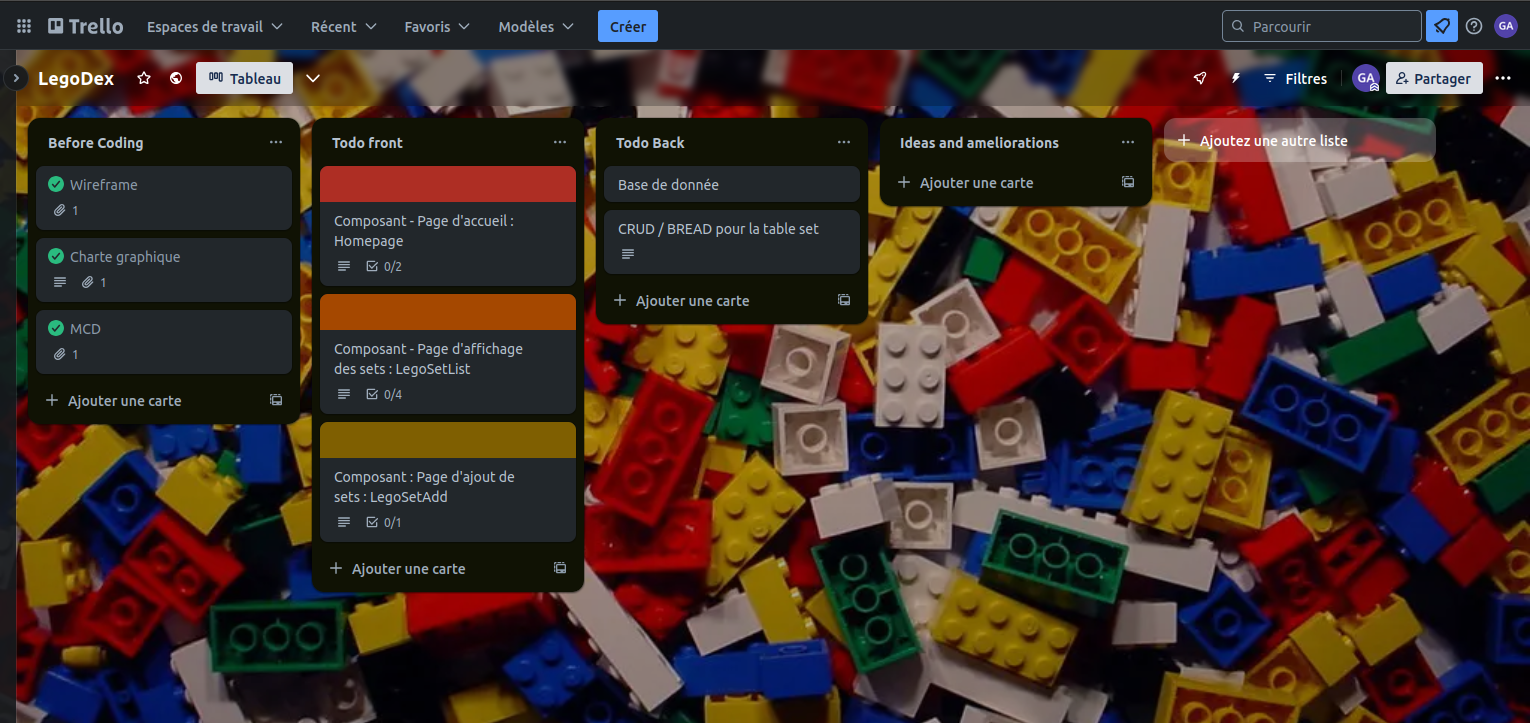 Trello
Espaces de travail
Récent
Favoris
Modèles
Créer
Parcourir
GA
LegoDex
Tableau
Filtres
GA
Partager
Before Coding
Wireframe
1
Charte graphique
1
MCD
1
Ajouter une carte
Todo front
Composant - Page d'accueil :
Homepage
0/2
Composant - Page d'affichage
des sets : LegoSetList
0/4
Composant : Page d'ajout de
sets : LegoSetAdd
0/1
Ajouter une carte
Todo Back
Base de donnée
CRUD / BREAD pour la table set
Ajouter une carte
Ideas and ameliorations
Ajouter une carte
Ajoutez une autre liste